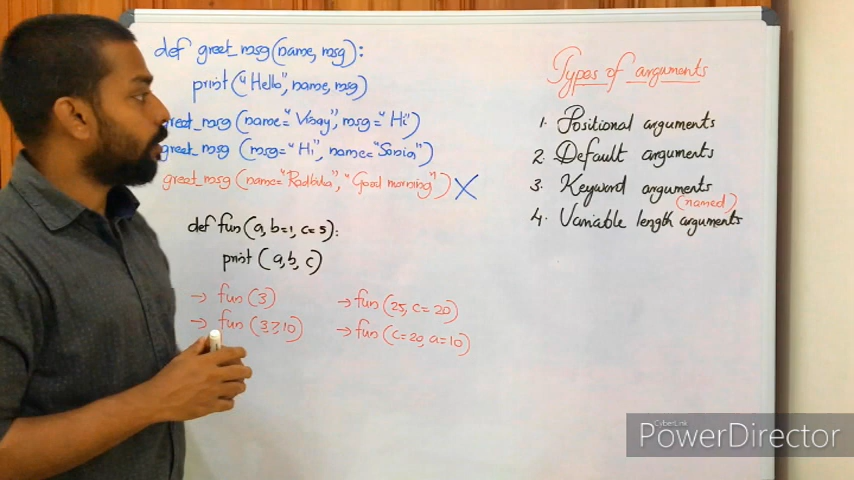 def greet_msg(name, msg):
print("Hello", name, msg)
greet_msg(name="Vinay", msg="Hi")
greet_msg (msg="Hi", name="Sonia")
greet_msg(name="Radhika", "Good morning") X
def fun(a, b=1, c=5):
print (a, b, c)
→ fun (3)
→ fun (3, 7, 10)
→ fun (25, c=20)
→ fun (c=20, a=10)
Types of arguments
1. Positional arguments
2. Default arguments
3. Keyword arguments
(named)
4. Variable length arguments
CyberLink
PowerDirector